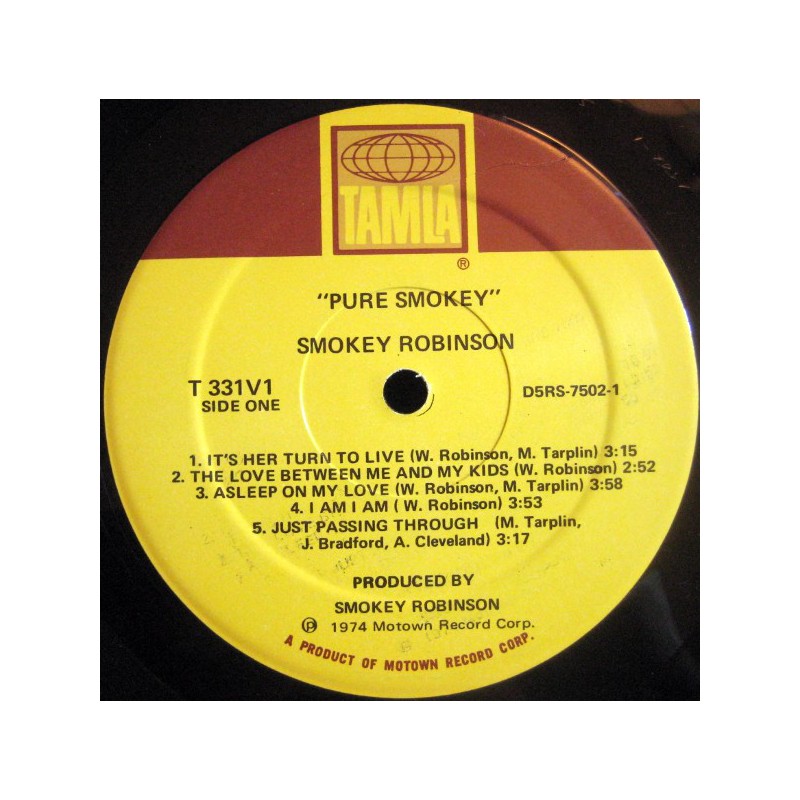 TAMLA
®
"PURE SMOKEY"
SMOKEY ROBINSON
T 331V1
SIDE ONE
D5RS-7502-1
1. IT'S HER TURN TO LIVE (W. Robinson, M. Tarplin) 3:15
2. THE LOVE BETWEEN ME AND MY KIDS (W. Robinson) 2:52
3. ASLEEP ON MY LOVE (W. Robinson, M. Tarplin) 3:58
4. I AM I AM ( W. Robinson) 3:53
5. JUST PASSING THROUGH (M. Tarplin,
J. Bradford, A. Cleveland) 3:17
PRODUCED BY
SMOKEY ROBINSON
℗ 1974 Motown Record Corp.
A PRODUCT OF MOTOWN RECORD CORP.